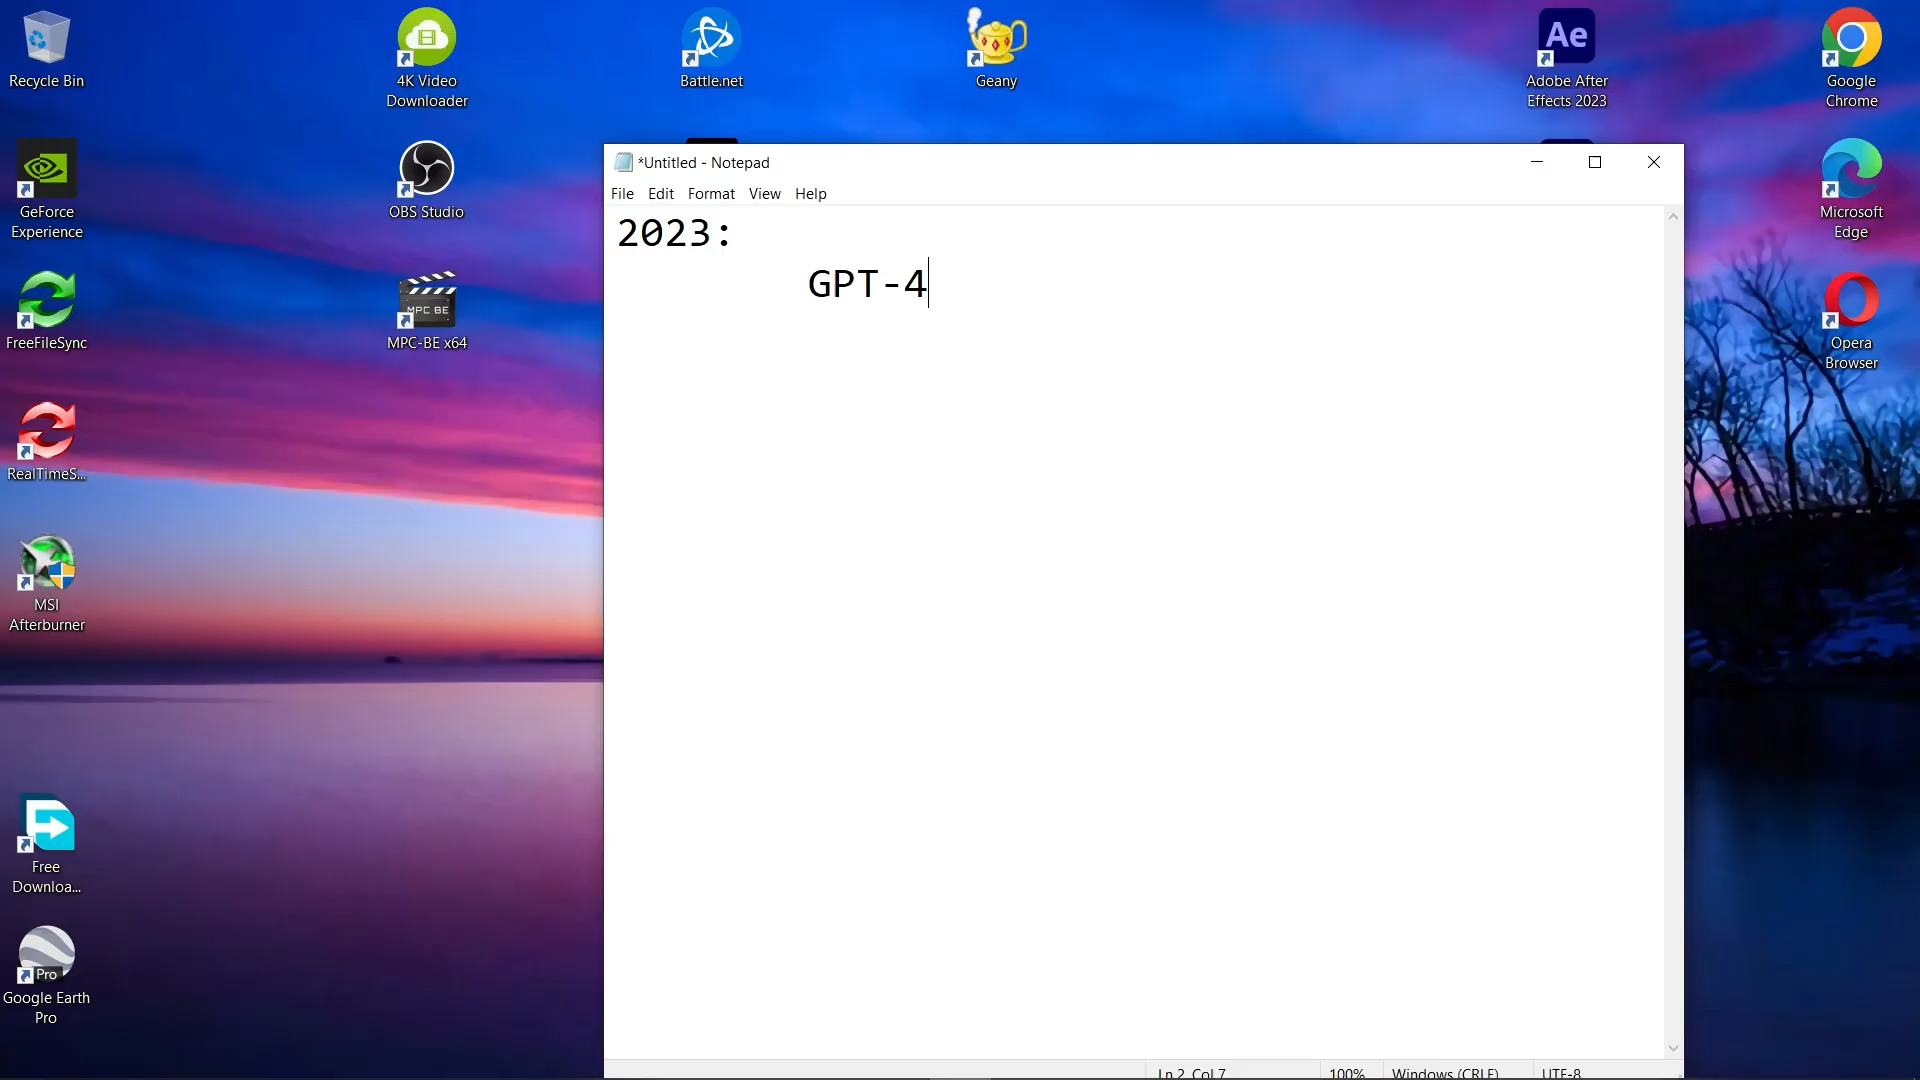 Recycle Bin
4K Video
Downloader
Battle.net
Geany
Ae
Adobe After
Effects 2023
Google
Chrome
GeForce
Experience
OBS Studio
Microsoft
Edge
FreeFileSync
MPC BE
MPC-BE x64
Opera
Browser
RealTimeS...
MSI
Afterburner
Free
Downloa...
Pro
Google Earth
Pro
*Untitled - Notepad
File Edit Format View Help
2023:
GPT-4
Ln 2, Col 7 100% Windows (CRLF) UTF-8